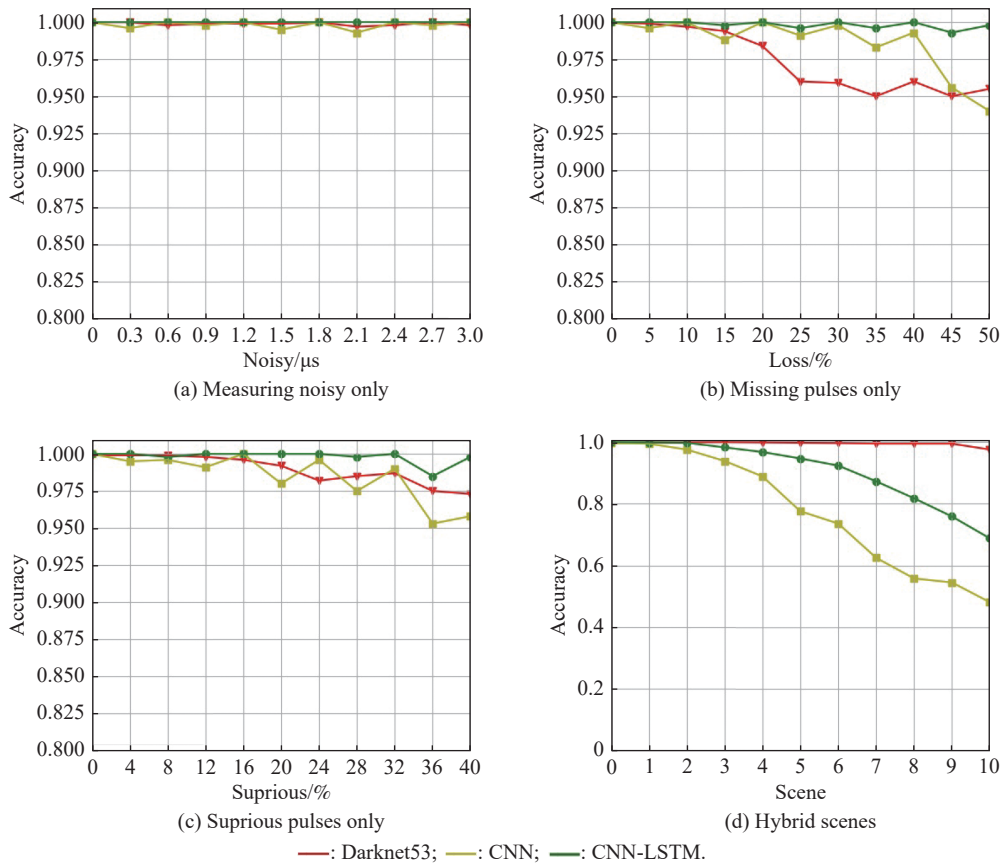 1.000
0.975
0.950
0.925
0.900
0.875
0.850
0.825
0.800
Accuracy
0 0.3 0.6 0.9 1.2 1.5 1.8 2.1 2.4 2.7 3.0
Noisy/μs
(a) Measuring noisy only
1.000
0.975
0.950
0.925
0.900
0.875
0.850
0.825
0.800
Accuracy
0 5 10 15 20 25 30 35 40 45 50
Loss/%
(b) Missing pulses only
1.000
0.975
0.950
0.925
0.900
0.875
0.850
0.825
0.800
Accuracy
0 4 8 12 16 20 24 28 32 36 40
Suprious/%
(c) Suprious pulses only
1.0
0.8
0.6
0.4
0.2
0
Accuracy
0 1 2 3 4 5 6 7 8 9 10
Scene
(d) Hybrid scenes
: Darknet53; : CNN; : CNN-LSTM.